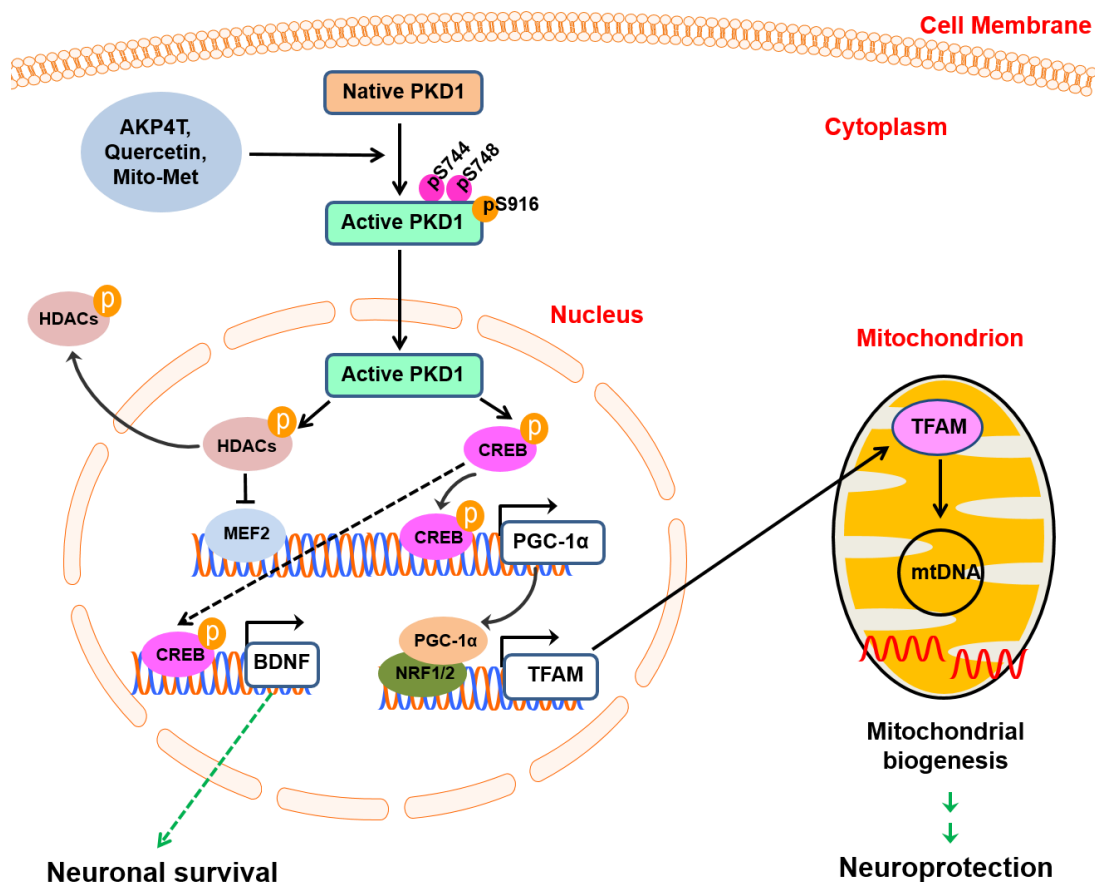 Cell Membrane
Native PKD1
Cytoplasm
AKP4T,
Quercetin,
Mito-Met
pS744
pS748
pS916
Active PKD1
p
HDACs
Nucleus
Mitochondrion
Active PKD1
p
HDACs
p
CREB
TFAM
MEF2
p
CREB
PGC-1α
mtDNA
p
CREB
BDNF
PGC-1α
NRF1/2
TFAM
Mitochondrial
biogenesis
Neuronal survival
Neuroprotection